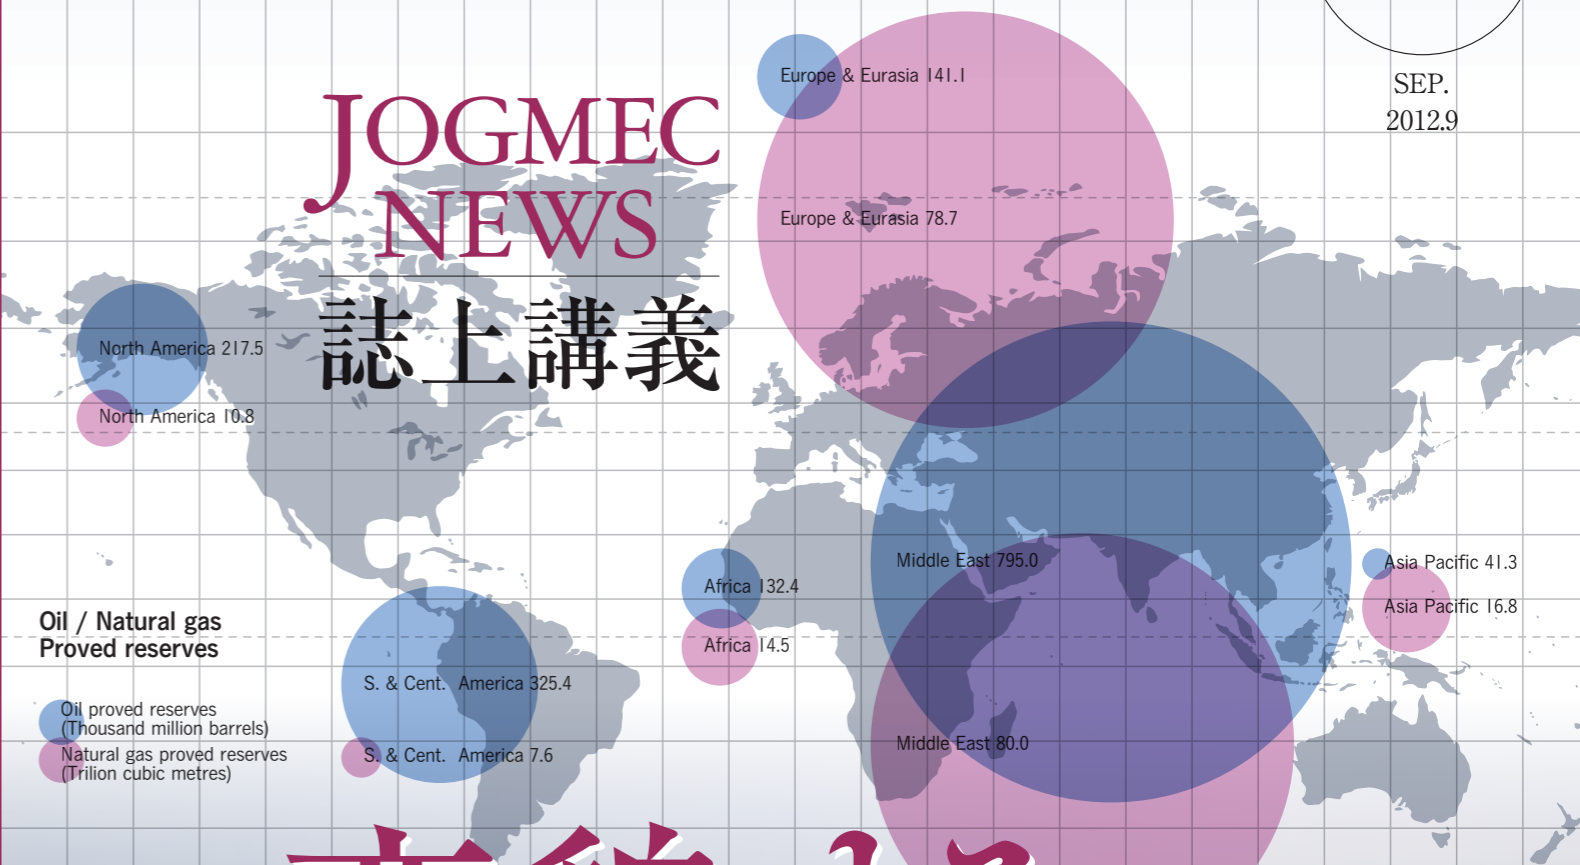 JOGMEC
NEWS
誌上講義
SEP.
2012.9
Europe & Eurasia 141.1
Europe & Eurasia 78.7
North America 217.5
North America 10.8
Middle East 795.0
Middle East 80.0
Asia Pacific 41.3
Asia Pacific 16.8
Africa 132.4
Africa 14.5
S. & Cent. America 325.4
S. & Cent. America 7.6
Oil / Natural gas
Proved reserves
Oil proved reserves
(Thousand million barrels)
Natural gas proved reserves
(Trilion cubic metres)